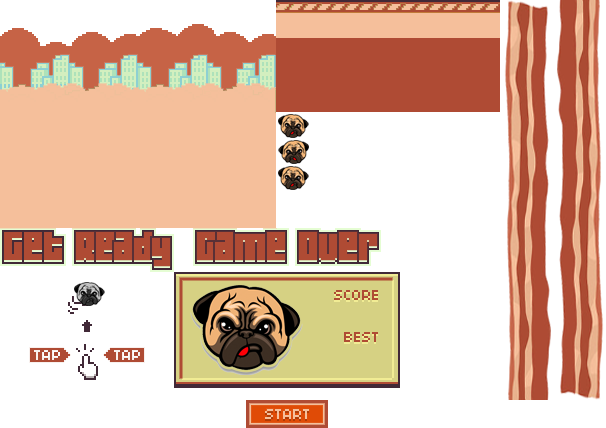 Get Ready
Game Over
SCORE
BEST
TAP
TAP
START